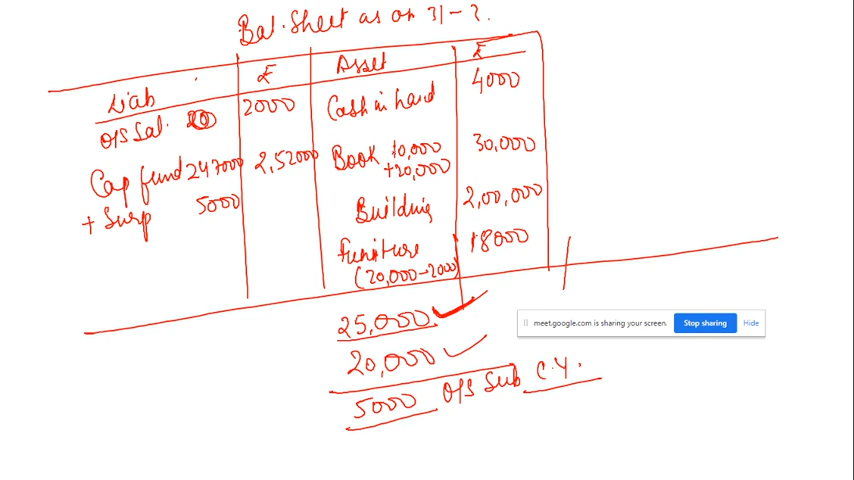 Bal. Sheet as on 31-3.
Liab ₹ Asset ₹
O/S Sal. 2000 Cash in hand 4000
Cap fund 247000 2,52000 Book 10,000 +20,000 30,000
+ Surp 5000 Building 2,00,000
Furniture 18000
(20,000-2000)
25,000
20,000
5000 O/S Sub C.Y.
meet.google.com is sharing your screen. Stop sharing Hide